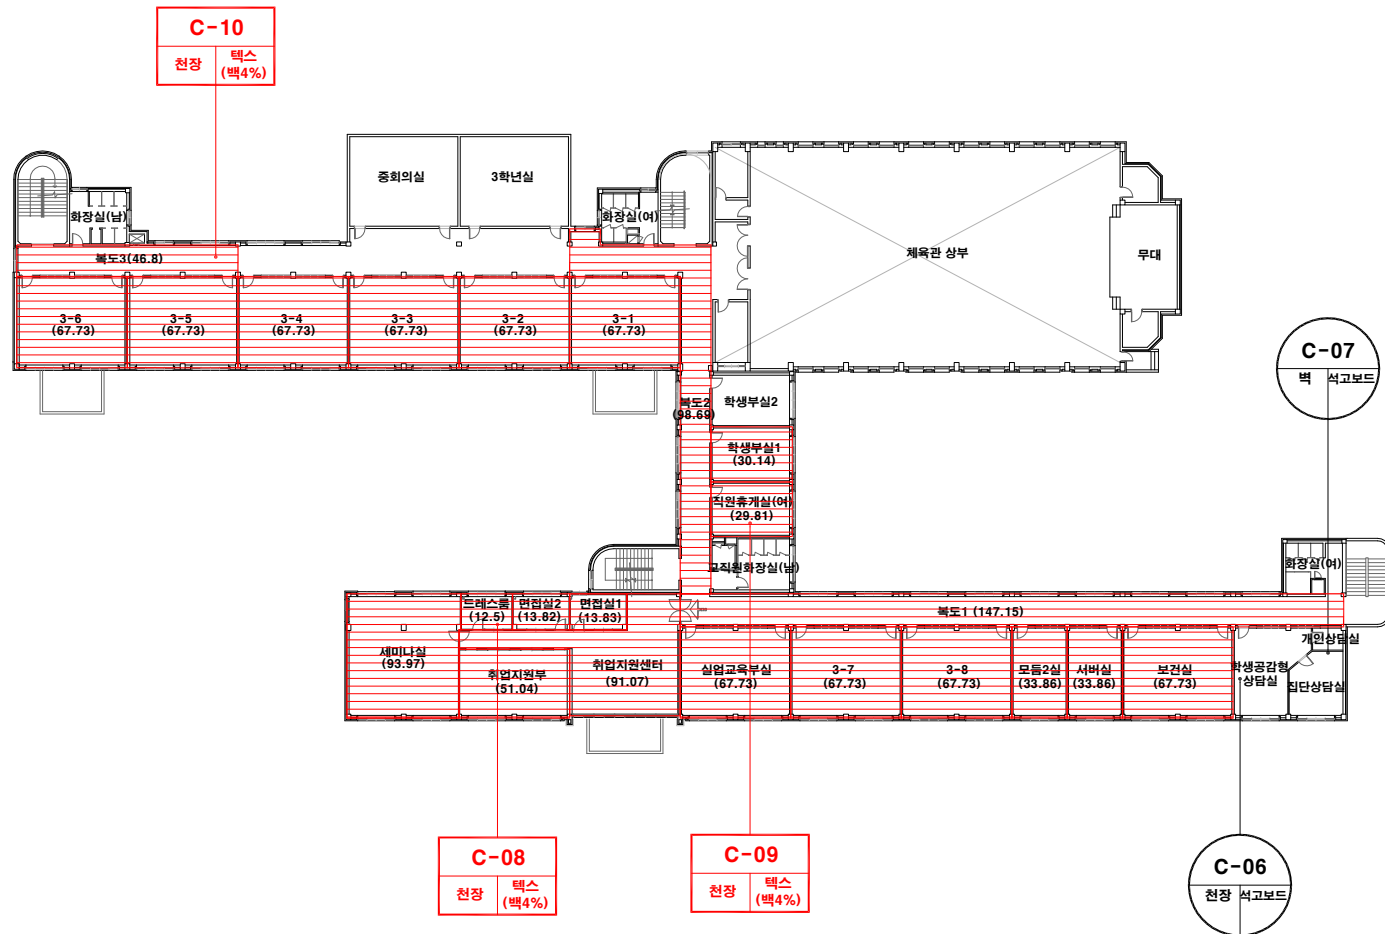 C-10
천장
텍스
(백4%)
중회의실
3학년실
화장실(남)
화장실(여)
복도3(46.8)
체육관 상부
무대
3-6
(67.73)
3-5
(67.73)
3-4
(67.73)
3-3
(67.73)
3-2
(67.73)
3-1
(67.73)
C-07
벽
석고보드
복도2
(98.69)
학생부실2
학생부실1
(30.14)
직원휴게실(여)
(29.81)
교직원화장실(남)
화장실(여)
드레스룸
(12.5)
면접실2
(13.82)
면접실1
(13.83)
복도1 (147.15)
세미나실
(93.97)
취업지원부
(51.04)
취업지원센터
(91.07)
실업교육부실
(67.73)
3-7
(67.73)
3-8
(67.73)
모둠2실
(33.86)
서버실
(33.86)
보건실
(67.73)
학생공감형
상담실
개인상담실
집단상담실
C-08
천장
텍스
(백4%)
C-09
천장
텍스
(백4%)
C-06
천장
석고보드